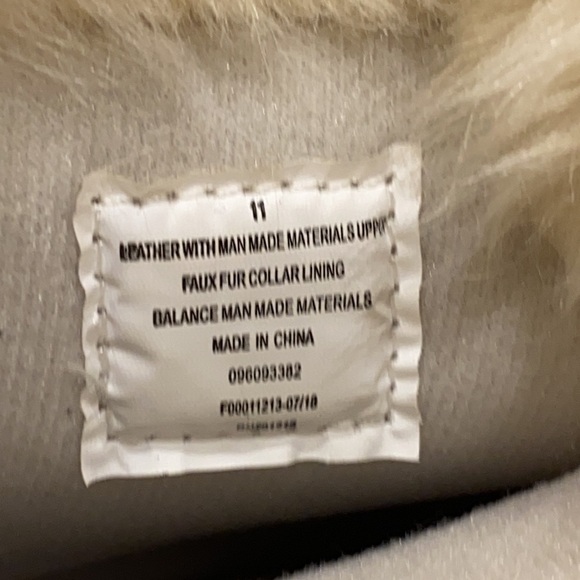 11
LEATHER WITH MAN MADE MATERIALS UPPER
FAUX FUR COLLAR LINING
BALANCE MAN MADE MATERIALS
MADE IN CHINA
096093382
F00011213-07/18